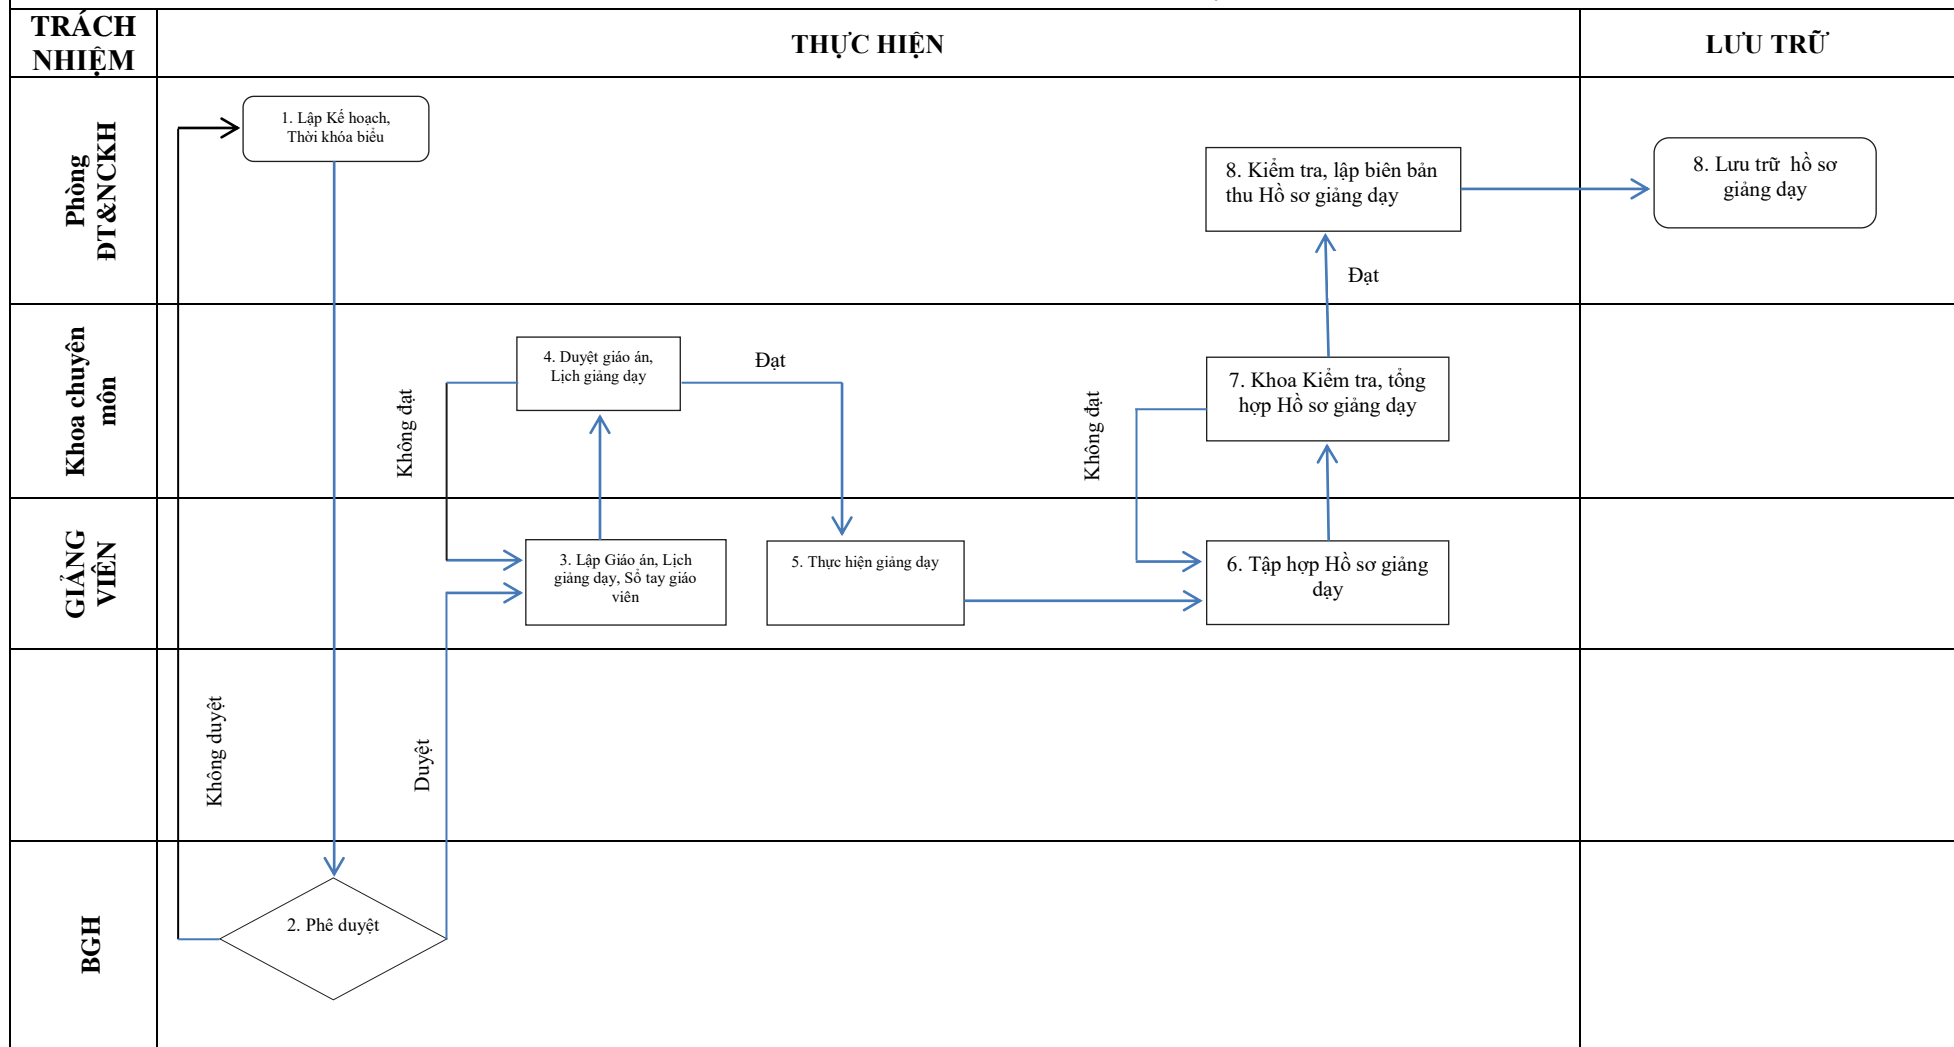 TRÁCH
NHIỆM
THỰC HIỆN
LƯU TRỮ
Phòng
ĐT&NCKH
1. Lập Kế hoạch,
Thời khóa biểu
8. Kiểm tra, lập biên bản
thu Hồ sơ giảng dạy
8. Lưu trữ  hồ sơ
giảng dạy
Đạt
Khoa chuyên
môn
Không đạt
4. Duyệt giáo án,
Lịch giảng dạy
Đạt
Không đạt
7. Khoa Kiểm tra, tổng
hợp Hồ sơ giảng dạy
GIẢNG
VIÊN
3. Lập Giáo án, Lịch
giảng dạy, Sổ tay giáo
viên
5. Thực hiện giảng dạy
6. Tập hợp Hồ sơ giảng
dạy
Không duyệt
Duyệt
BGH
2. Phê duyệt